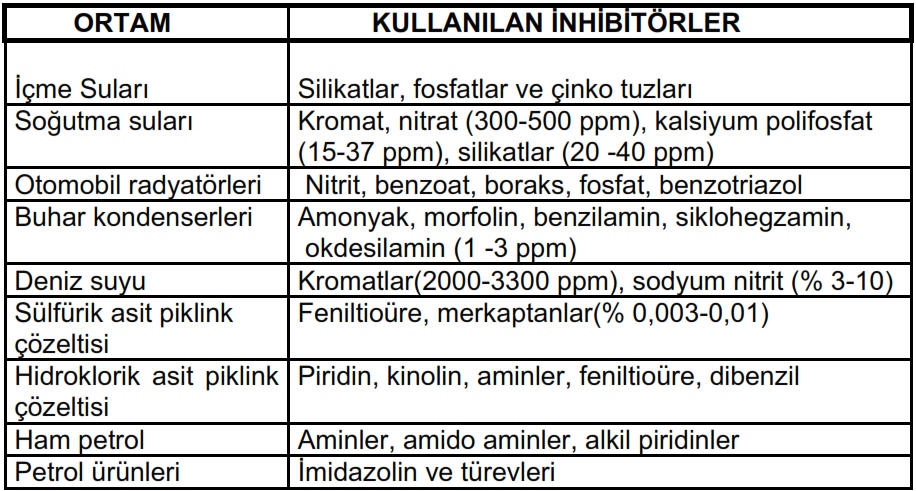 ORTAM KULLANILAN İNHİBİTÖRLER
İçme Suları Silikatlar, fosfatlar ve çinko tuzları
Soğutma suları Kromat, nitrat (300-500 ppm), kalsiyum polifosfat
(15-37 ppm), silikatlar (20 -40 ppm)
Otomobil radyatörleri Nitrit, benzoat, boraks, fosfat, benzotriazol
Buhar kondenserleri Amonyak, morfolin, benzilamin, siklohegzamin,
okdesilamin (1 -3 ppm)
Deniz suyu Kromatlar(2000-3300 ppm), sodyum nitrit (% 3-10)
Sülfürik asit piklink Feniltioüre, merkaptanlar(% 0,003-0,01)
çözeltisi
Hidroklorik asit piklink Piridin, kinolin, aminler, feniltioüre, dibenzil
çözeltisi
Ham petrol Aminler, amido aminler, alkil piridinler
Petrol ürünleri İmidazolin ve türevleri